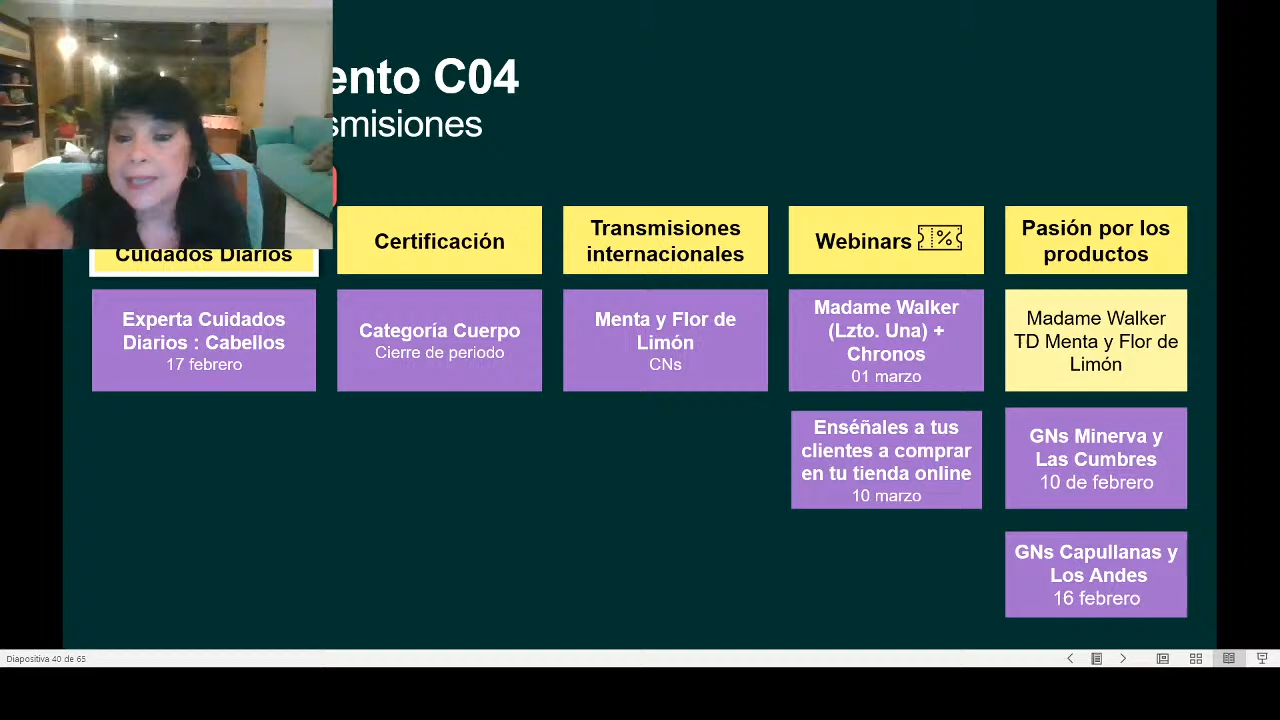 ento C04
smisiones
Cuidados Diarios
Experta Cuidados
Diarios : Cabellos
17 febrero
Certificación
Categoría Cuerpo
Cierre de periodo
Transmisiones
internacionales
Menta y Flor de
Limón
CNs
Webinars %
Madame Walker
(Lzto. Una) +
Chronos
01 marzo
Enséñales a tus
clientes a comprar
en tu tienda online
10 marzo
Pasión por los
productos
Madame Walker
TD Menta y Flor de
Limón
GNs Minerva y
Las Cumbres
10 de febrero
GNs Capullanas y
Los Andes
16 febrero
Diapositiva 40 de 65